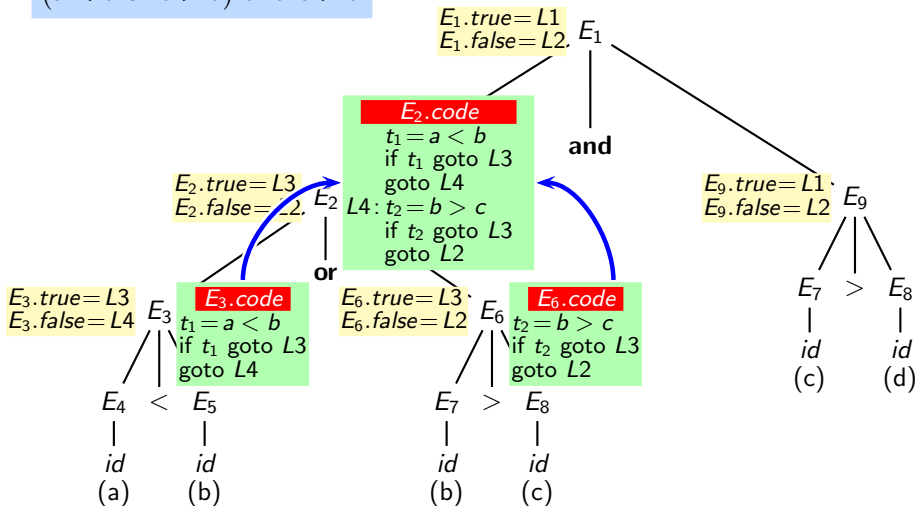 E₁.true=L1
E₁.false=L2
E₁
E₂.code
t₁=a < b
if t₁ goto L3
goto L4
L4: t₂=b > c
if t₂ goto L3
goto L2
and
E₂.true=L3
E₂.false=L2
E₂
or
E₉.true=L1
E₉.false=L2
E₉
E₃.true=L3
E₃.false=L4
E₃
E₃.code
t₁=a < b
if t₁ goto L3
goto L4
E₆.true=L3
E₆.false=L2
E₆
E₆.code
t₂=b > c
if t₂ goto L3
goto L2
E₇ > E₈
id id
(c) (d)
E₄ < E₅
id id
(a) (b)
E₇ > E₈
id id
(b) (c)